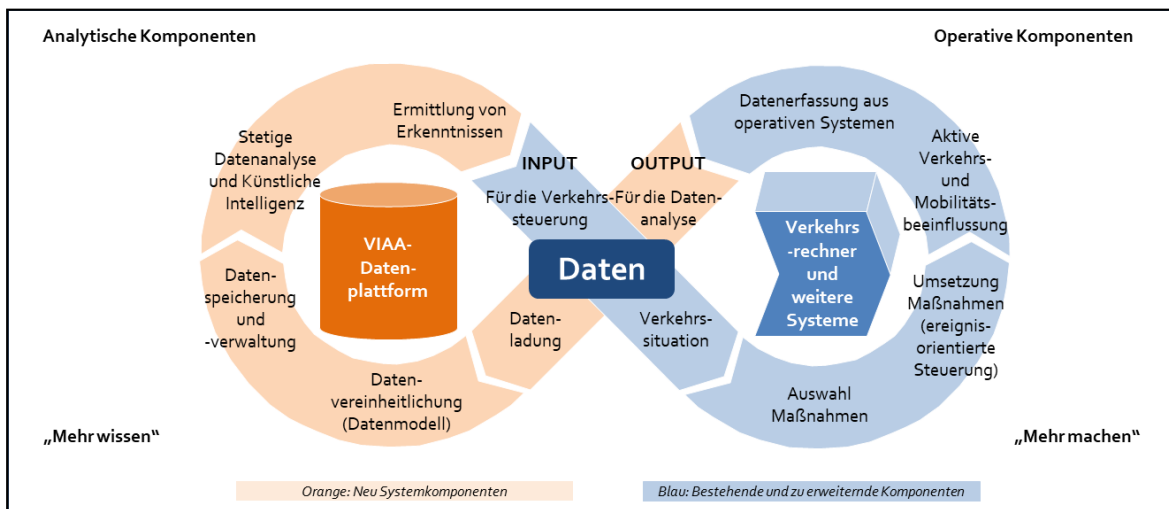 Analytische Komponenten
Operative Komponenten
Ermittlung von
Erkenntnissen
Stetige
Datenanalyse
und Künstliche
Intelligenz
Daten-
speicherung
und
-verwaltung
Daten-
vereinheitlichung
(Datenmodell)
Daten-
ladung
VIAA-
Daten-
plattform
INPUT
Für die Verkehrs-
steuerung
OUTPUT
Für die Daten-
analyse
Daten
Datenerfassung aus
operativen Systemen
Aktive
Verkehrs-
und
Mobilitäts-
beeinflussung
Umsetzung
Maßnahmen
(ereignis-
orientierte
Steuerung)
Auswahl
Maßnahmen
Verkehrs-
situation
Verkehrs
-rechner
und
weitere
Systeme
„Mehr wissen“
„Mehr machen“
Orange: Neu Systemkomponenten
Blau: Bestehende und zu erweiternde Komponenten